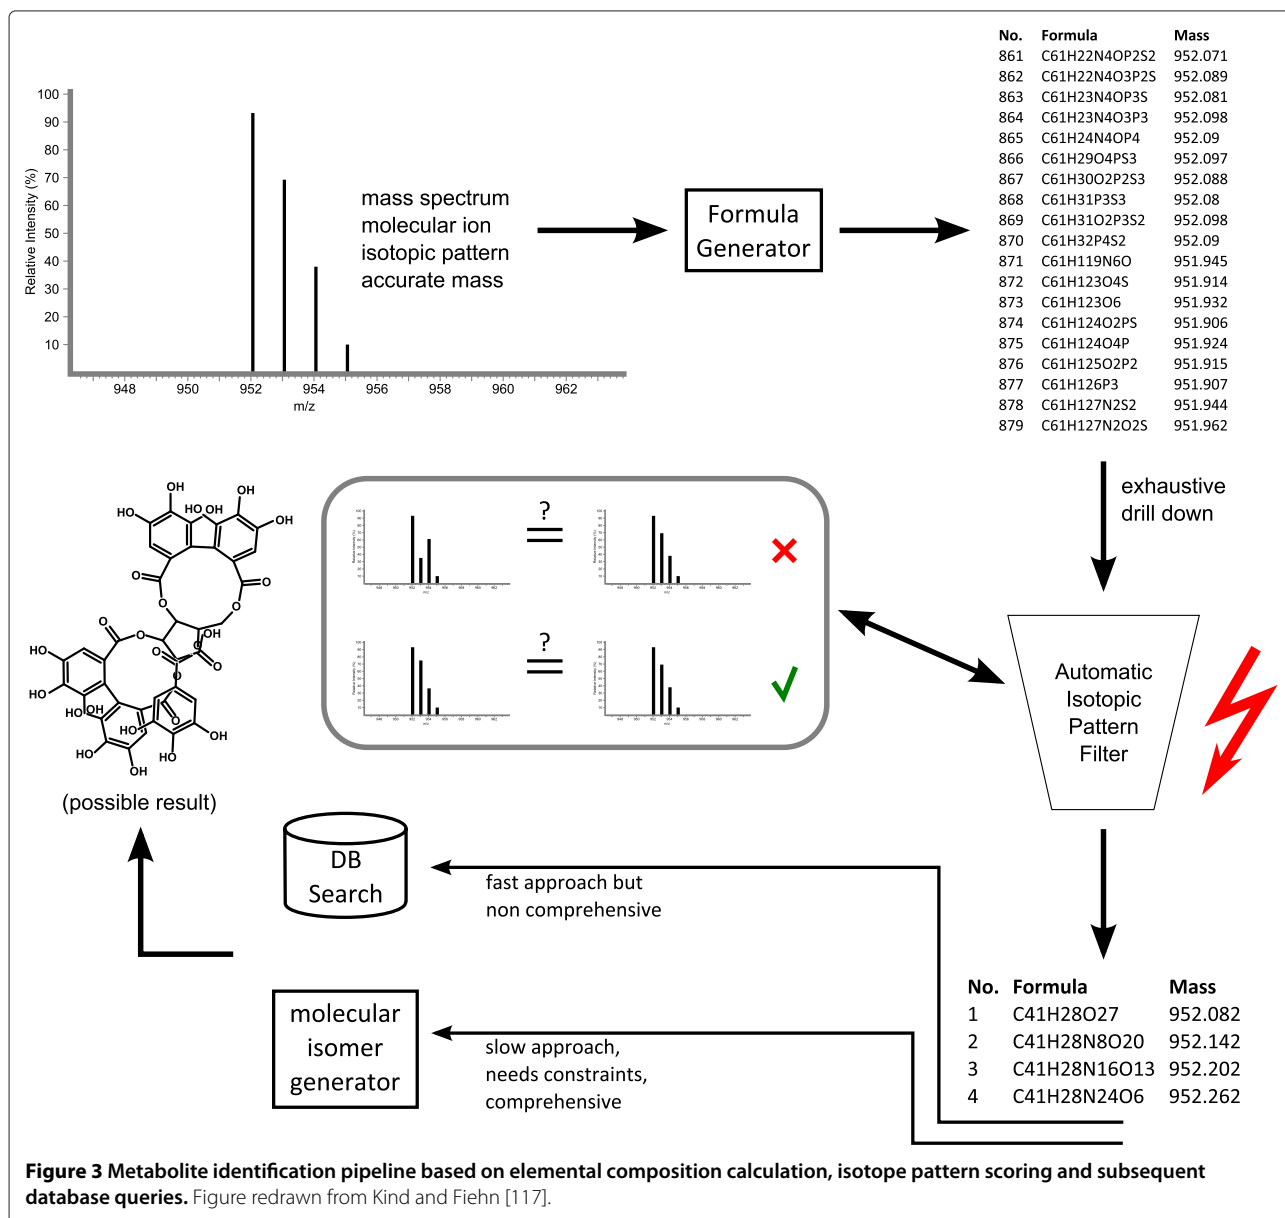 100
90
80
70
60
50
40
30
20
10
Relative Intensity (%)
948 950 952 954 956 958 960 962
m/z
mass spectrum
molecular ion
isotopic pattern
accurate mass
Formula
Generator
No. Formula Mass
861 C61H22N4OP2S2 952.071
862 C61H22N4O3P2S 952.089
863 C61H23N4OP3S 952.081
864 C61H23N4O3P3 952.098
865 C61H24N4OP4 952.09
866 C61H29O4PS3 952.097
867 C61H30O2P2S3 952.088
868 C61H31P3S3 952.08
869 C61H31O2P3S2 952.098
870 C61H32P4S2 952.09
871 C61H119N6O 951.945
872 C61H123O4S 951.914
873 C61H123O6 951.932
874 C61H124O2PS 951.906
875 C61H124O4P 951.924
876 C61H125O2P2 951.915
877 C61H126P3 951.907
878 C61H127N2S2 951.944
879 C61H127N2O2S 951.962
exhaustive
drill down
Automatic
Isotopic
Pattern
Filter
?
?
OH OH
HO HO OH OH
O O
O O
O O OH
HO O O
HO O
HO OH O O
HO HO OH
HO OH HO
(possible result)
DB
Search
fast approach but
non comprehensive
molecular
isomer
generator
slow approach,
needs constraints,
comprehensive
No. Formula Mass
1 C41H28O27 952.082
2 C41H28N8O20 952.142
3 C41H28N16O13 952.202
4 C41H28N24O6 952.262
Figure 3 Metabolite identification pipeline based on elemental composition calculation, isotope pattern scoring and subsequent
database queries. Figure redrawn from Kind and Fiehn [117].